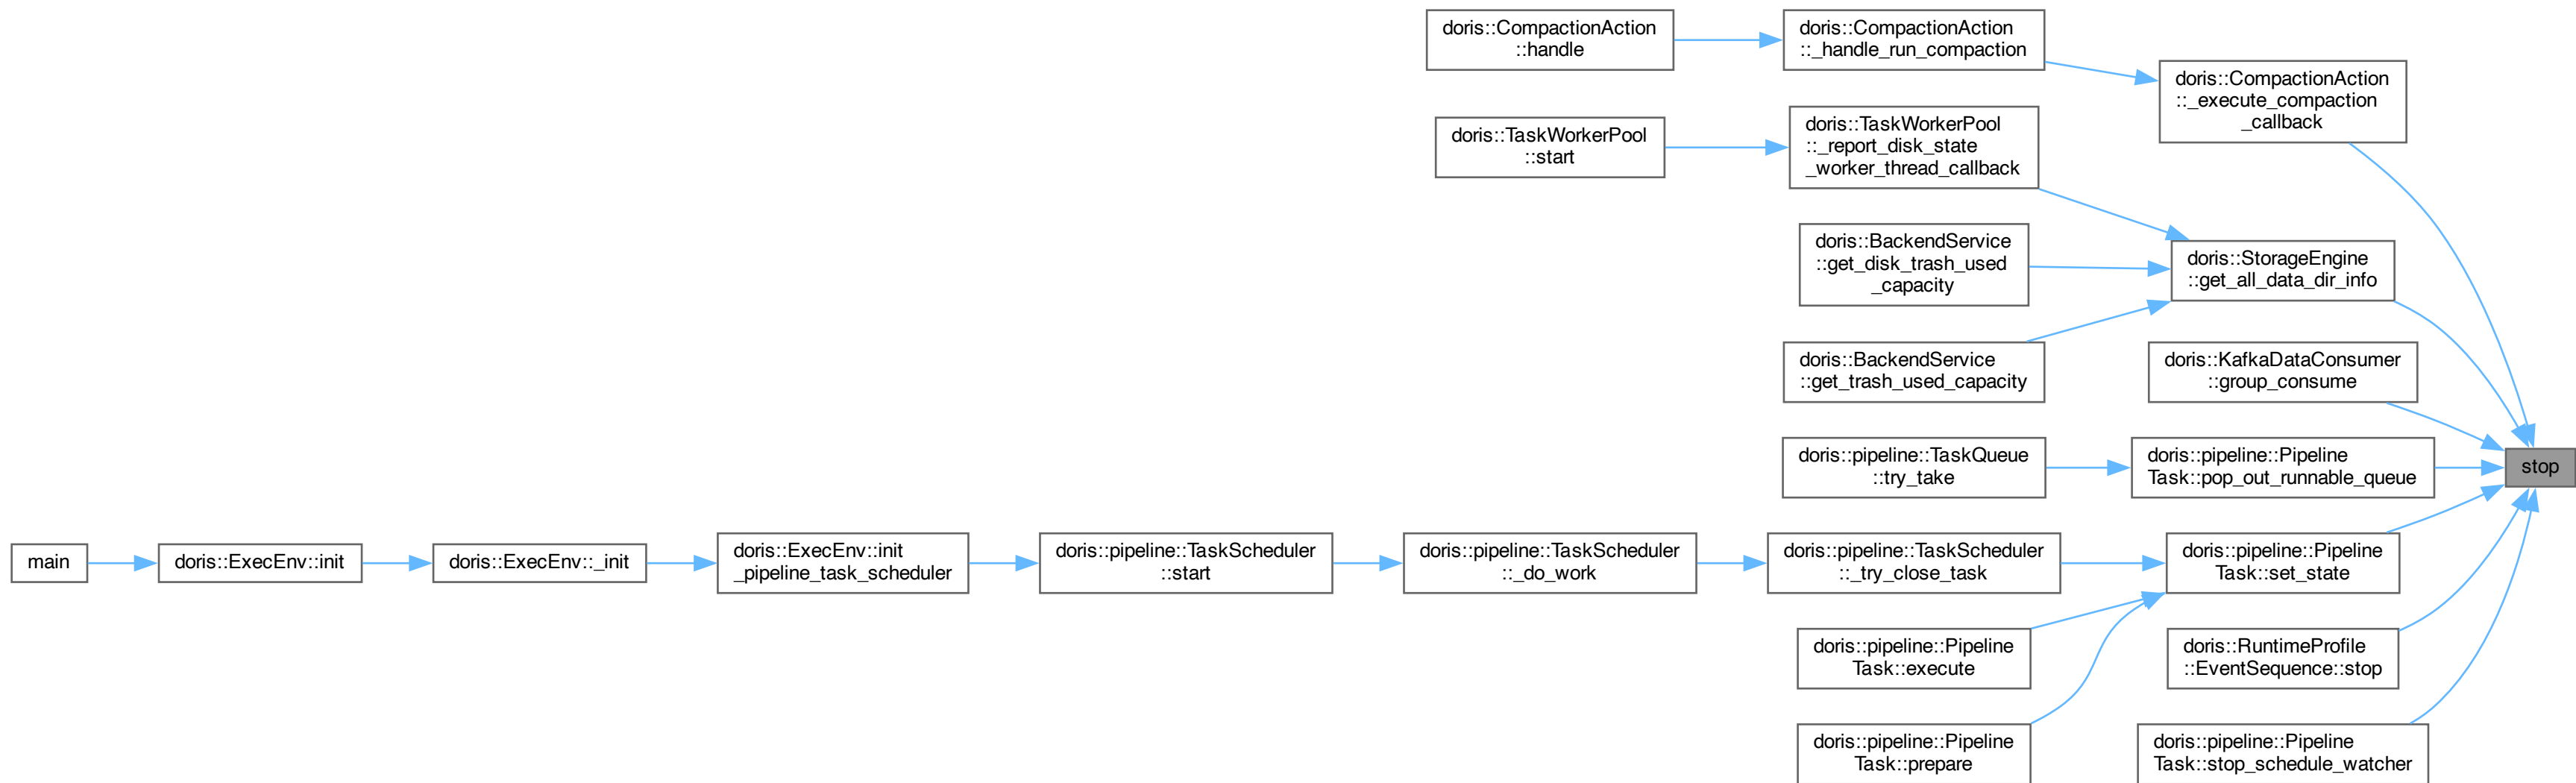 doris::CompactionAction
::handle
doris::CompactionAction
::_handle_run_compaction
doris::CompactionAction
::_execute_compaction
_callback
doris::TaskWorkerPool
::start
doris::TaskWorkerPool
::_report_disk_state
_worker_thread_callback
doris::BackendService
::get_disk_trash_used
_capacity
doris::StorageEngine
::get_all_data_dir_info
doris::BackendService
::get_trash_used_capacity
doris::KafkaDataConsumer
::group_consume
doris::pipeline::TaskQueue
::try_take
doris::pipeline::Pipeline
Task::pop_out_runnable_queue
stop
main
doris::ExecEnv::init
doris::ExecEnv::_init
doris::ExecEnv::init
_pipeline_task_scheduler
doris::pipeline::TaskScheduler
::start
doris::pipeline::TaskScheduler
::_do_work
doris::pipeline::TaskScheduler
::_try_close_task
doris::pipeline::Pipeline
Task::set_state
doris::pipeline::Pipeline
Task::execute
doris::RuntimeProfile
::EventSequence::stop
doris::pipeline::Pipeline
Task::prepare
doris::pipeline::Pipeline
Task::stop_schedule_watcher